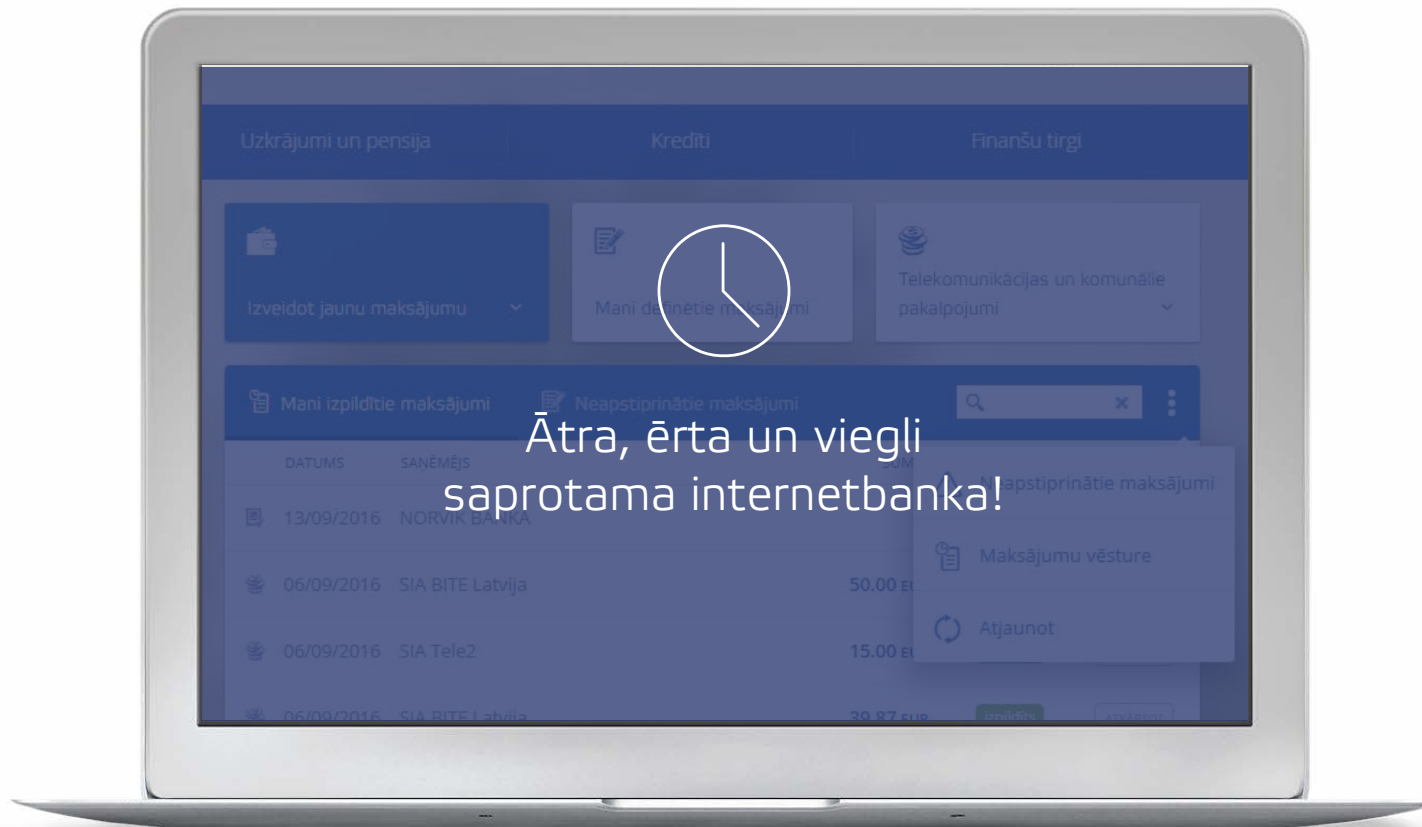 Uzkrājumi un pensija
Kredīti
Finanšu tirgi
Izveidot jaunu maksājumu
Mani definētie maksājumi
Telekomunikācijas un komunālie
pakalpojumi
Mani izpildītie maksājumi
Neapstiprinātie maksājumi
Ātra, ērta un viegli
saprotama internetbanka!
DATUMS SAŅĒMĒJS
Neapstiprinātie maksājumi
13/09/2016 NORVIK BANKA
Maksājumu vēsture
06/09/2016 SIA BITE Latvija 50.00
Atjaunot
06/09/2016 SIA Tele2 15.00
06/09/2016 SIA BITE Latvija 39.87 EUR Izpildīts